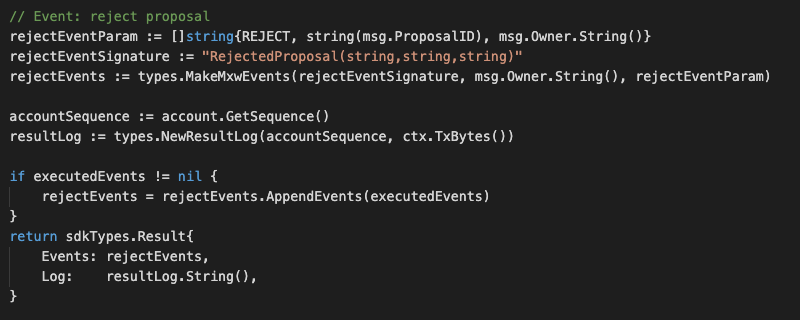 // Event: reject proposal
rejectEventParam := []string{REJECT, string(msg.ProposalID), msg.Owner.String()}
rejectEventSignature := "RejectedProposal(string,string,string)"
rejectEvents := types.MakeMxwEvents(rejectEventSignature, msg.Owner.String(), rejectEventParam)

accountSequence := account.GetSequence()
resultLog := types.NewResultLog(accountSequence, ctx.TxBytes())

if executedEvents != nil {
    rejectEvents = rejectEvents.AppendEvents(executedEvents)
}
return sdkTypes.Result{
    Events: rejectEvents,
    Log:    resultLog.String(),
}